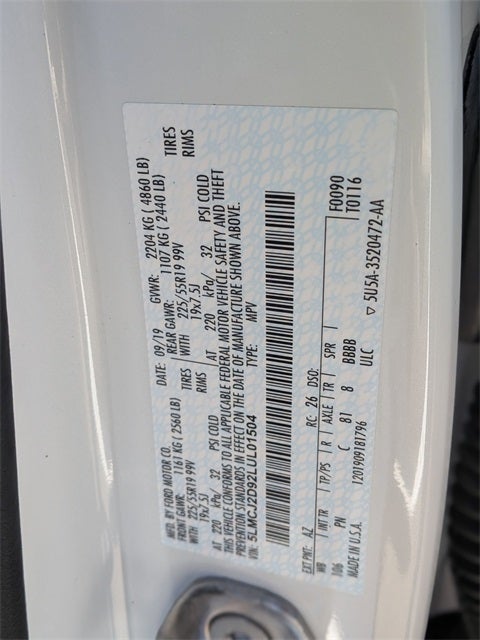 MFD. BY FORD MOTOR CO.
DATE: 09/19 GVWR: 2204 KG ( 4860 LB)
FRONT GAWR: 1161 KG ( 2560 LB) REAR GAWR: 1107 KG ( 2440 LB)
WITH 225/55R19 99V TIRES WITH 225/55R19 99V TIRES
19x7.5J RIMS 19x7.5J RIMS
AT 220 kPa/ 32 PSI COLD AT 220 kPa/ 32 PSI COLD
THIS VEHICLE CONFORMS TO ALL APPLICABLE FEDERAL MOTOR VEHICLE SAFETY AND THEFT
PREVENTION STANDARDS IN EFFECT ON THE DATE OF MANUFACTURE SHOWN ABOVE.
VIN: 5LMCJ2D92LUL01504 TYPE: MPV
F0090
T0116
EXT PNT: AZ RC: 26 DSO:
WB INT TR TP/PS R AXLE TR SPR
106 PN C 81 8 BBBB
ULC
MADE IN U.S.A. 1201909181796
▽ 5U5A-3520472-AA